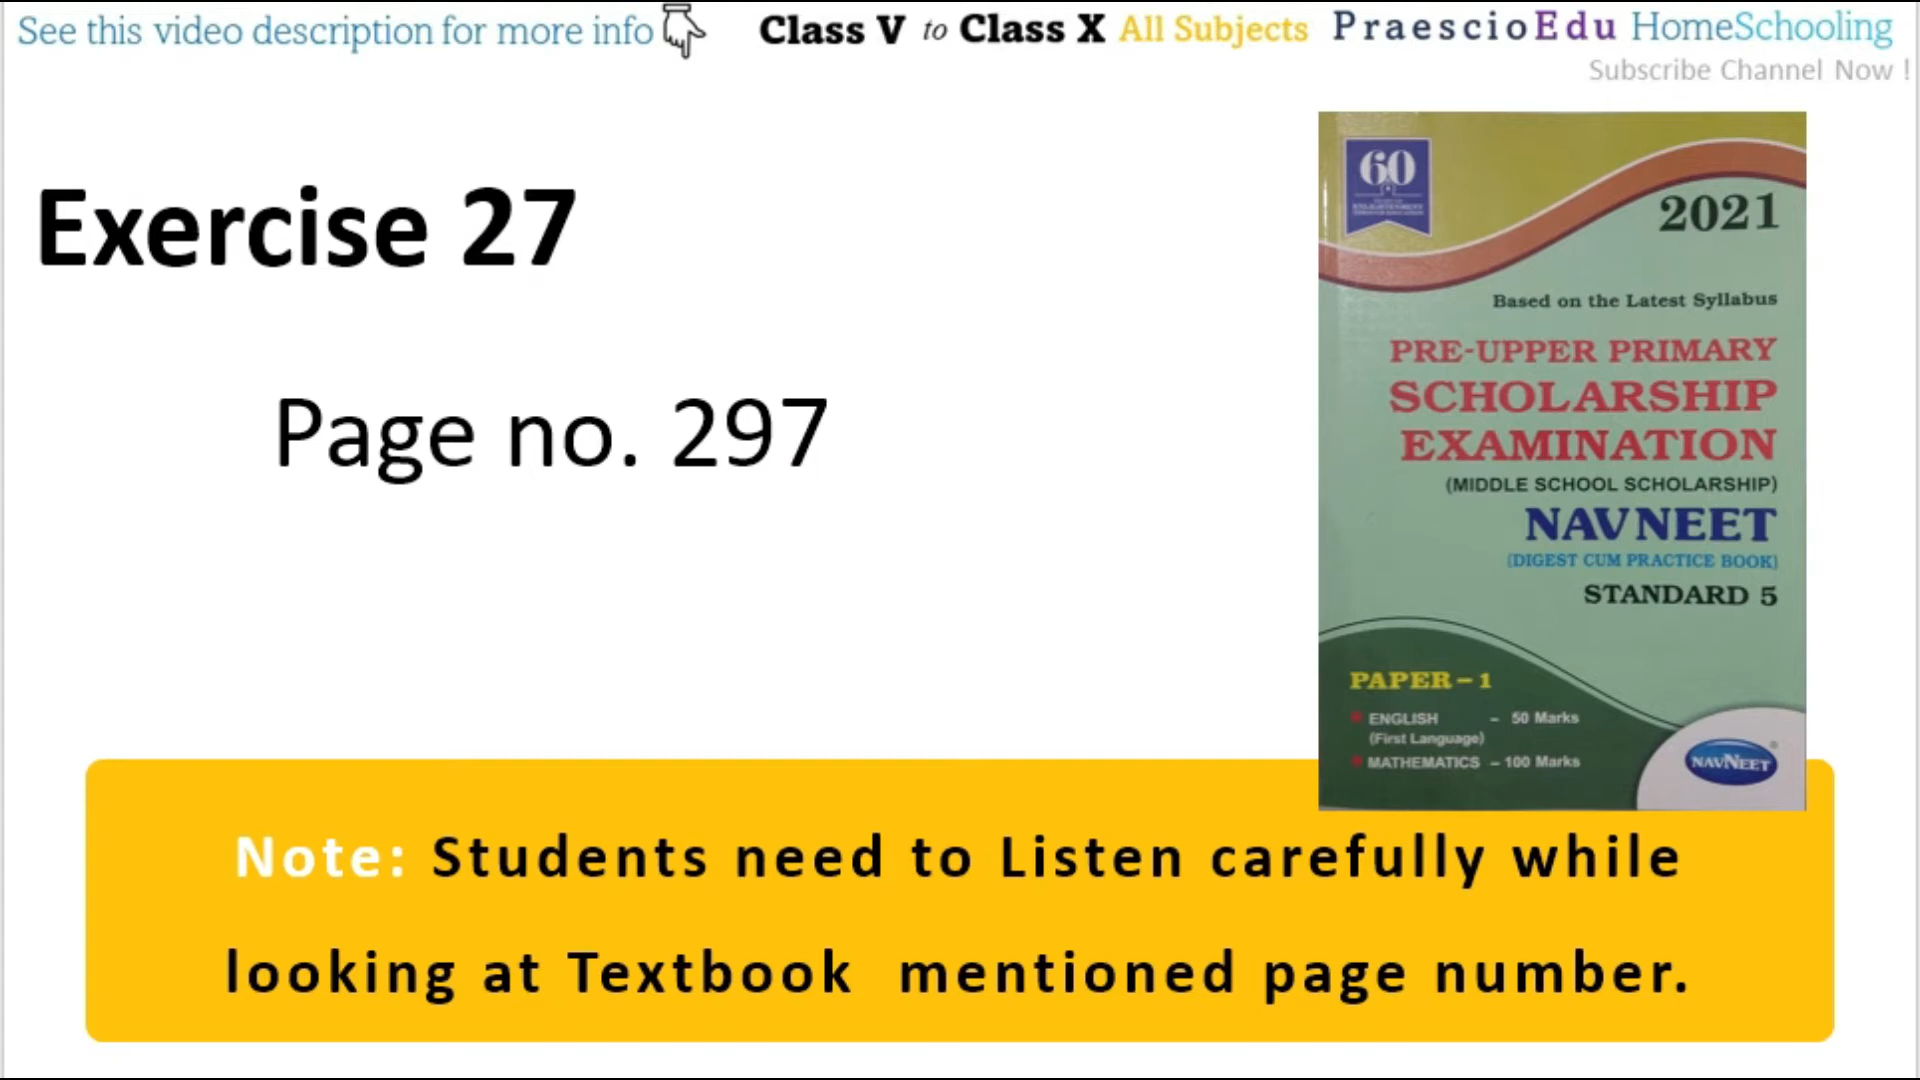 See this video description for more info
Class V to Class X All Subjects PraescioEdu HomeSchooling
Subscribe Channel Now !
Exercise 27
Page no. 297
60
2021
Based on the Latest Syllabus
PRE-UPPER PRIMARY
SCHOLARSHIP
EXAMINATION
(MIDDLE SCHOOL SCHOLARSHIP)
NAVNEET
(DIGEST CUM PRACTICE BOOK)
STANDARD 5
PAPER – 1
ENGLISH – 50 Marks
(First Language)
MATHEMATICS – 100 Marks
NAVNEET
Note: Students need to Listen carefully while
looking at Textbook mentioned page number.